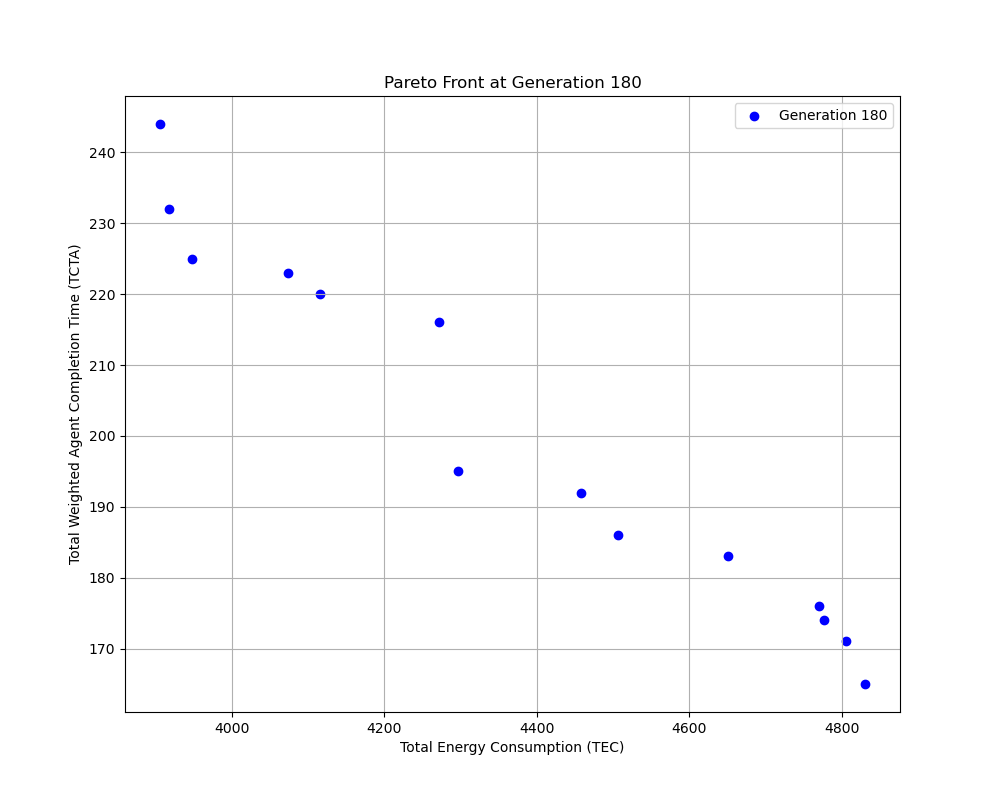 Pareto Front at Generation 180
Generation 180
Total Weighted Agent Completion Time (TCTA)
240
230
220
210
200
190
180
170
4000 4200 4400 4600 4800
Total Energy Consumption (TEC)